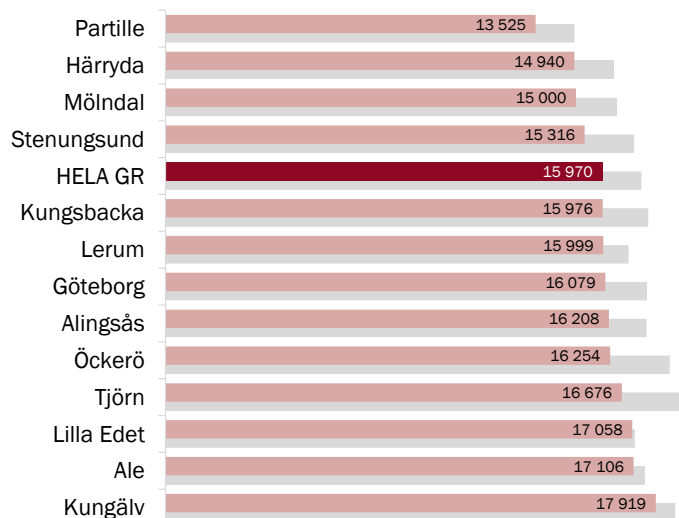 Partille 13 525
Härryda 14 940
Mölndal 15 000
Stenungsund 15 316
HELA GR 15 970
Kungsbacka 15 976
Lerum 15 999
Göteborg 16 079
Alingsås 16 208
Öckerö 16 254
Tjörn 16 676
Lilla Edet 17 058
Ale 17 106
Kungälv 17 919